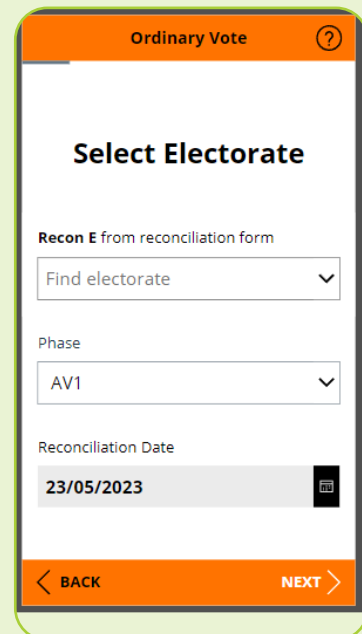 Ordinary Vote ?
Select Electorate
Recon E from reconciliation form
Find electorate
Phase
AV1
Reconciliation Date
23/05/2023
BACK NEXT